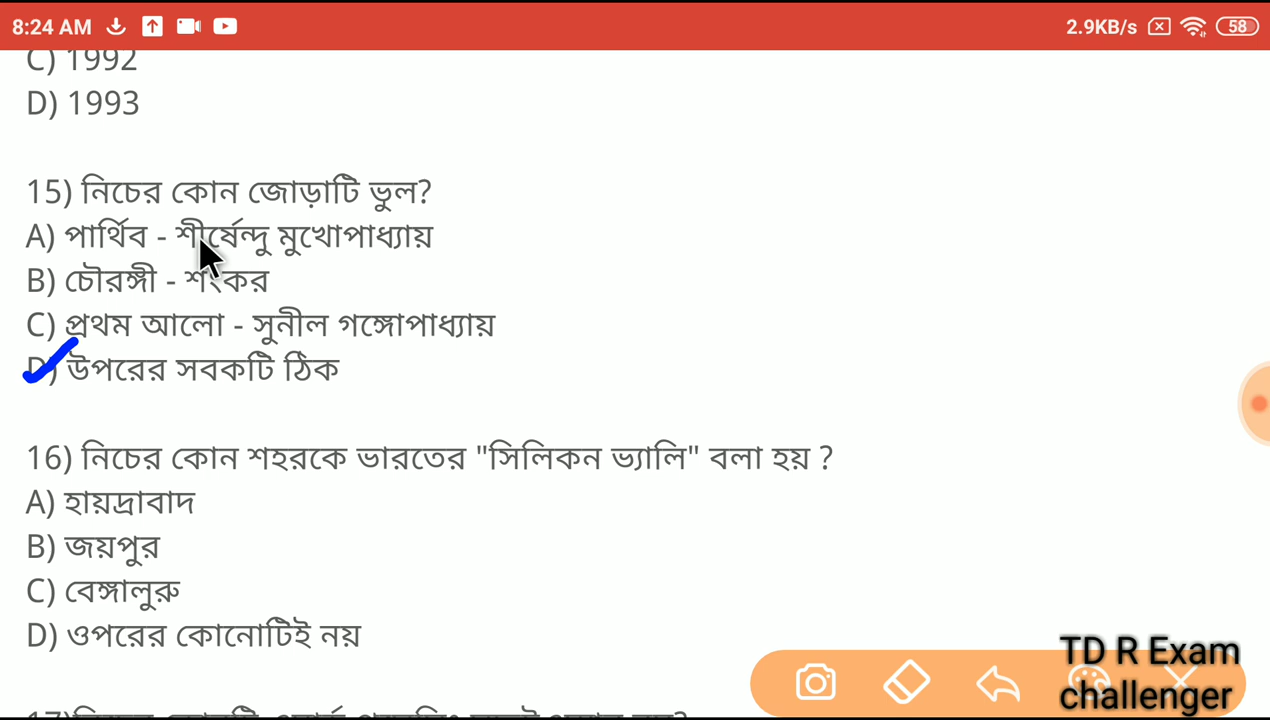 8:24 AM
2.9KB/s
58
C) 1992
D) 1993
15) নিচের কোন জোড়াটি ভুল?
A) পার্থিব - শীর্ষেন্দু মুখোপাধ্যায়
B) চৌরঙ্গী - শংকর
C) প্রথম আলো - সুনীল গঙ্গোপাধ্যায়
D) উপরের সবকটি ঠিক
16) নিচের কোন শহরকে ভারতের "সিলিকন ভ্যালি" বলা হয় ?
A) হায়দ্রাবাদ
B) জয়পুর
C) বেঙ্গালুরু
D) ওপরের কোনোটিই নয়
TD R Exam
challenger
17)